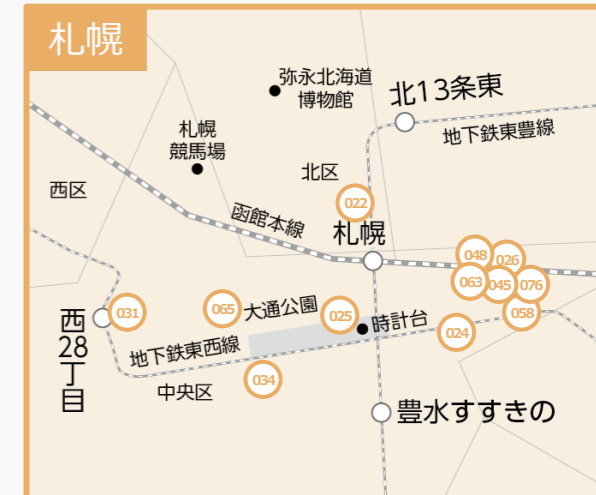 札幌
弥永北海道
博物館
北13条東
地下鉄東豊線
札幌
競馬場
北区
西区
022
函館本線
札幌
048
026
063
045
076
058
031
065
大通公園
025
時計台
024
西28丁目
地下鉄東西線
034
中央区
豊水すすきの